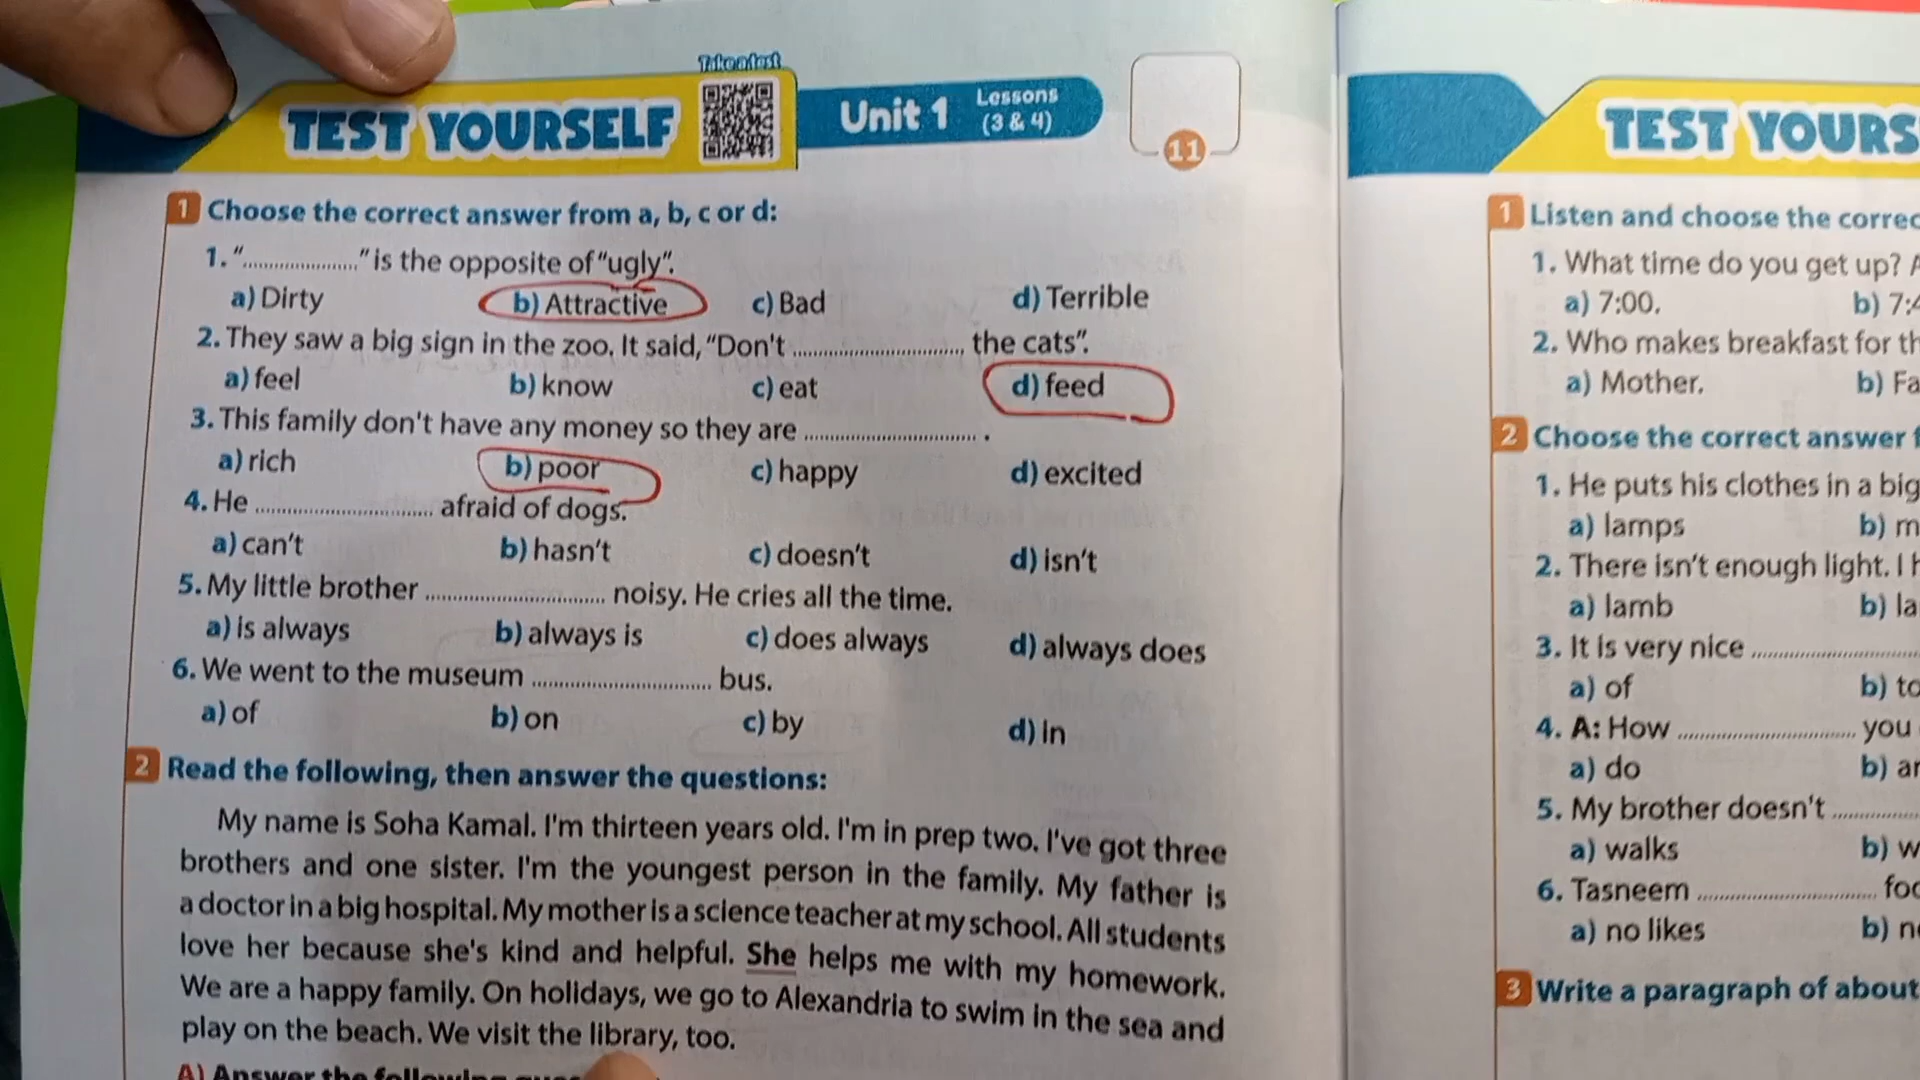 Take a test
TEST YOURSELF
Unit 1
Lessons
(3 & 4)
11
1 Choose the correct answer from a, b, c or d:
1. "...................." is the opposite of "ugly".
a) Dirty b) Attractive c) Bad d) Terrible
2. They saw a big sign in the zoo. It said, "Don't .............................. the cats".
a) feel b) know c) eat d) feed
3. This family don't have any money so they are .............................. .
a) rich b) poor c) happy d) excited
4. He .............................. afraid of dogs.
a) can't b) hasn't c) doesn't d) isn't
5. My little brother .............................. noisy. He cries all the time.
a) is always b) always is c) does always d) always does
6. We went to the museum .............................. bus.
a) of b) on c) by d) in
2 Read the following, then answer the questions:
My name is Soha Kamal. I'm thirteen years old. I'm in prep two. I've got three
brothers and one sister. I'm the youngest person in the family. My father is
a doctor in a big hospital. My mother is a science teacher at my school. All students
love her because she's kind and helpful. She helps me with my homework.
We are a happy family. On holidays, we go to Alexandria to swim in the sea and
play on the beach. We visit the library, too.
A) Answer the following
TEST YOURS
1 Listen and choose the correc
1. What time do you get up? A
a) 7:00. b) 7:4
2. Who makes breakfast for th
a) Mother. b) Fa
2 Choose the correct answer f
1. He puts his clothes in a big
a) lamps b) m
2. There isn't enough light. I h
a) lamb b) la
3. It is very nice ..............................
a) of b) to
4. A: How .............................. you
a) do b) ar
5. My brother doesn't ................
a) walks b) w
6. Tasneem .............................. foo
a) no likes b) n
3 Write a paragraph of about